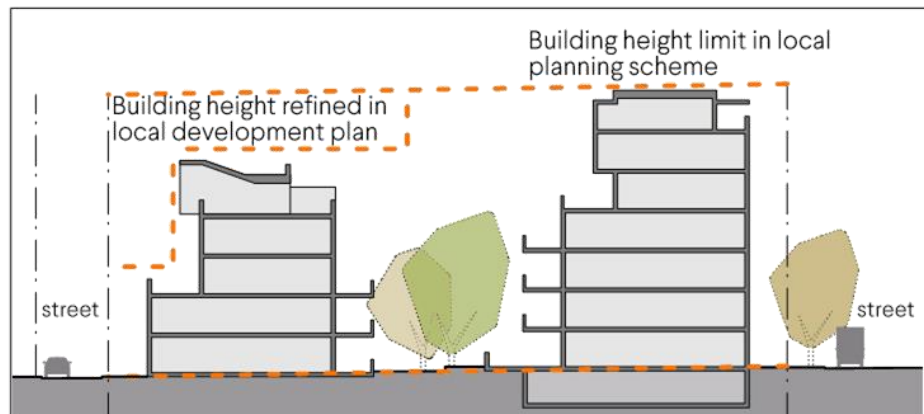 Building height limit in local
planning scheme
Building height refined in
local development plan
street
street